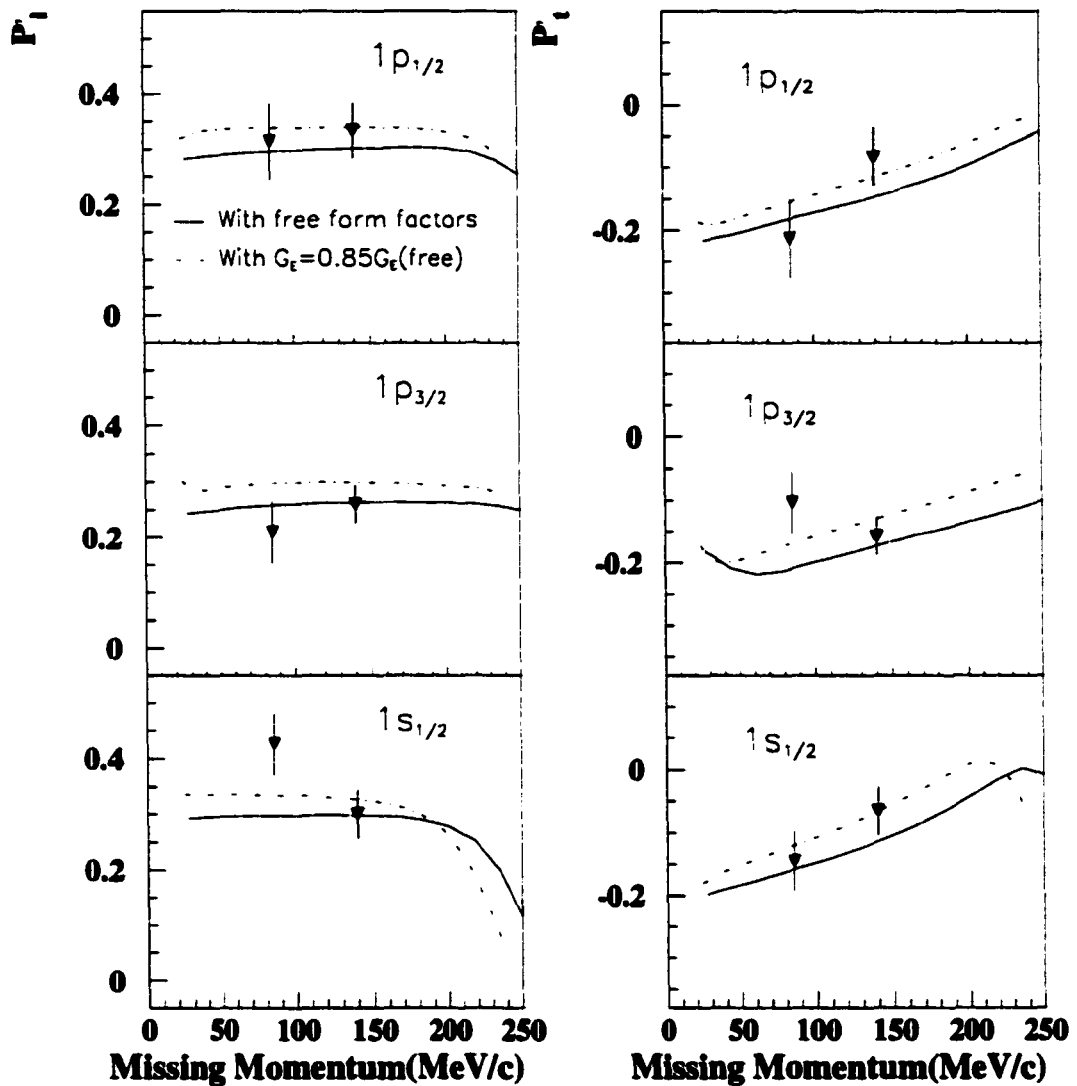 P'l
P't
1p1/2
1p1/2
0.4
0.2
0
0
-0.2
— With free form factors
- - With GE=0.85GE(free)
1p3/2
1p3/2
0.4
0.2
0
0
-0.2
1s1/2
1s1/2
0.4
0.2
0
0
-0.2
0 50 100 150 200 250
0 50 100 150 200 250
Missing Momentum(MeV/c)
Missing Momentum(MeV/c)